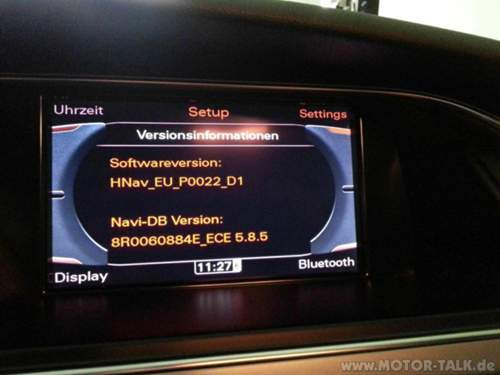 Uhrzeit Setup Settings
Versionsinformationen
Softwareversion:
HNav_EU_P0022_D1
Navi-DB Version:
8R0060884E_ECE 5.8.5
Display 11:27 Bluetooth
www.MOTOR-TALK.de